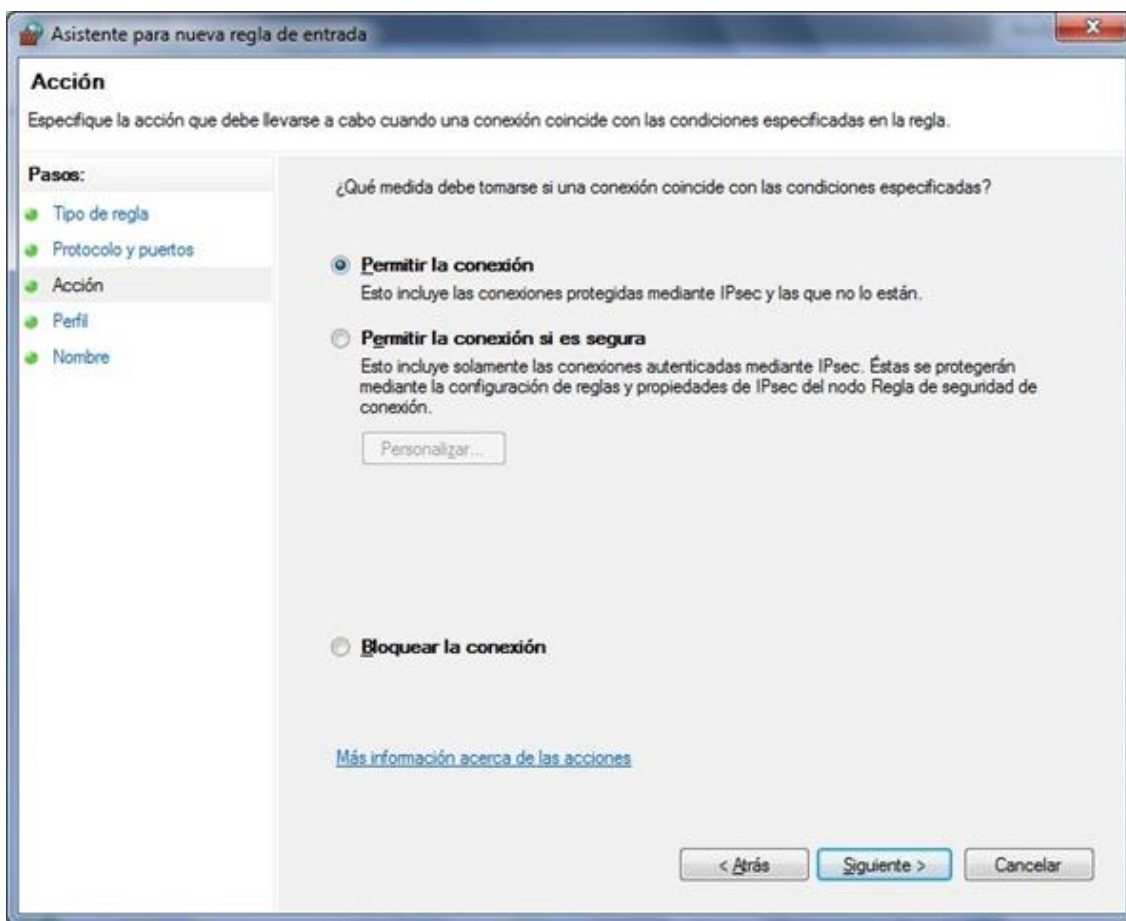 Asistente para nueva regla de entrada
Acción
Especifique la acción que debe llevarse a cabo cuando una conexión coincide con las condiciones especificadas en la regla.
Pasos:
Tipo de regla
Protocolo y puertos
Acción
Perfil
Nombre
¿Qué medida debe tomarse si una conexión coincide con las condiciones especificadas?
Permitir la conexión
Esto incluye las conexiones protegidas mediante IPsec y las que no lo están.
Permitir la conexión si es segura
Esto incluye solamente las conexiones autenticadas mediante IPsec. Éstas se protegerán
mediante la configuración de reglas y propiedades de IPsec del nodo Regla de seguridad de
conexión.
Personalizar...
Bloquear la conexión
Más información acerca de las acciones
< Atrás
Siguiente >
Cancelar